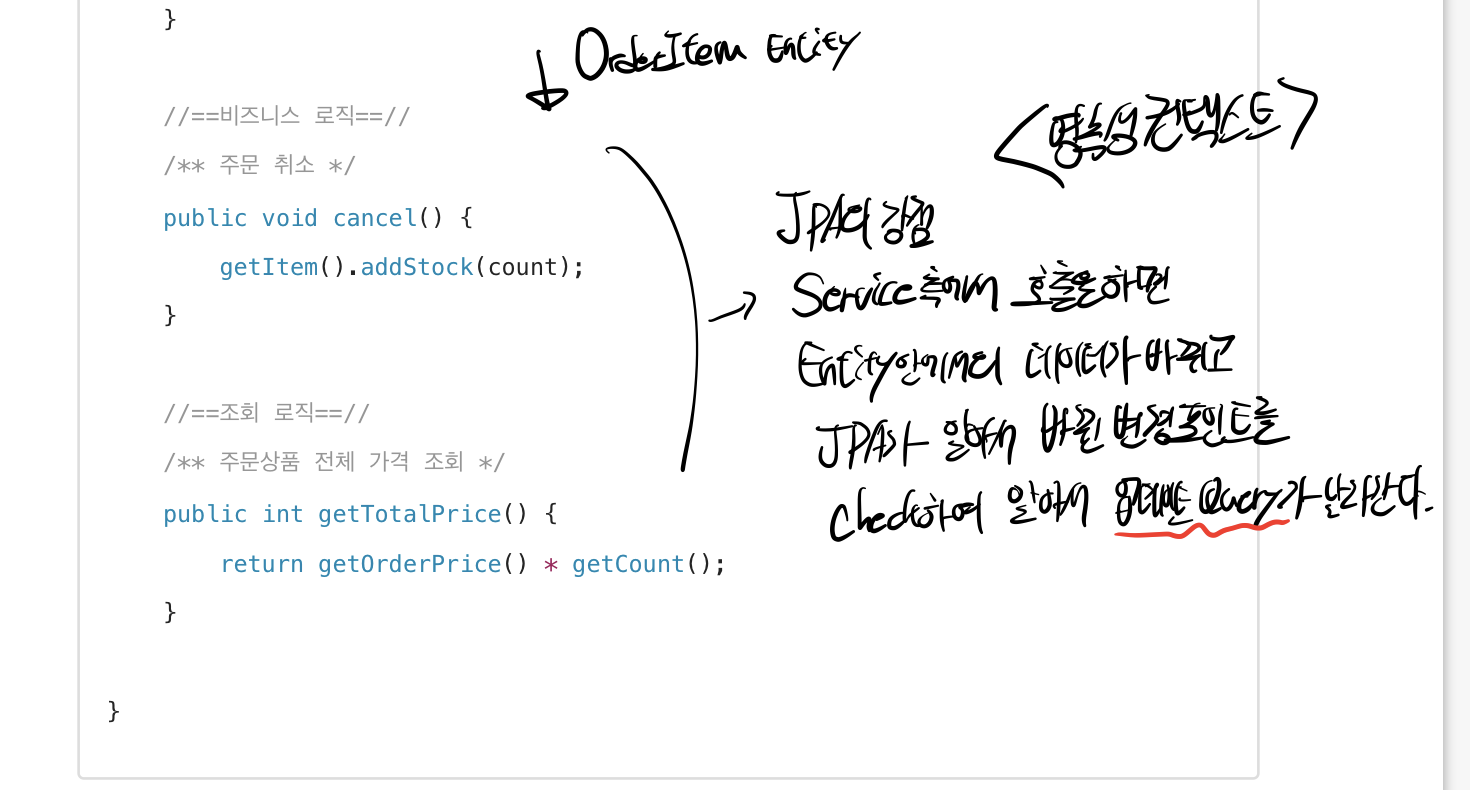 }
OrderItem Entity
//==비즈니스 로직==//
<영속성 컨텍스트>
/** 주문 취소 */
public void cancel() {
getItem().addStock(count);
}
JPA의 강점
Service측에서 호출을하면
Entity안에서의 데이터가 바뀌고
JPA가 알아서 바뀐 변경포인트를
check하여 알아서 업데이트 Query가 날라간다.
//==조회 로직==//
/** 주문상품 전체 가격 조회 */
public int getTotalPrice() {
return getOrderPrice() * getCount();
}
}